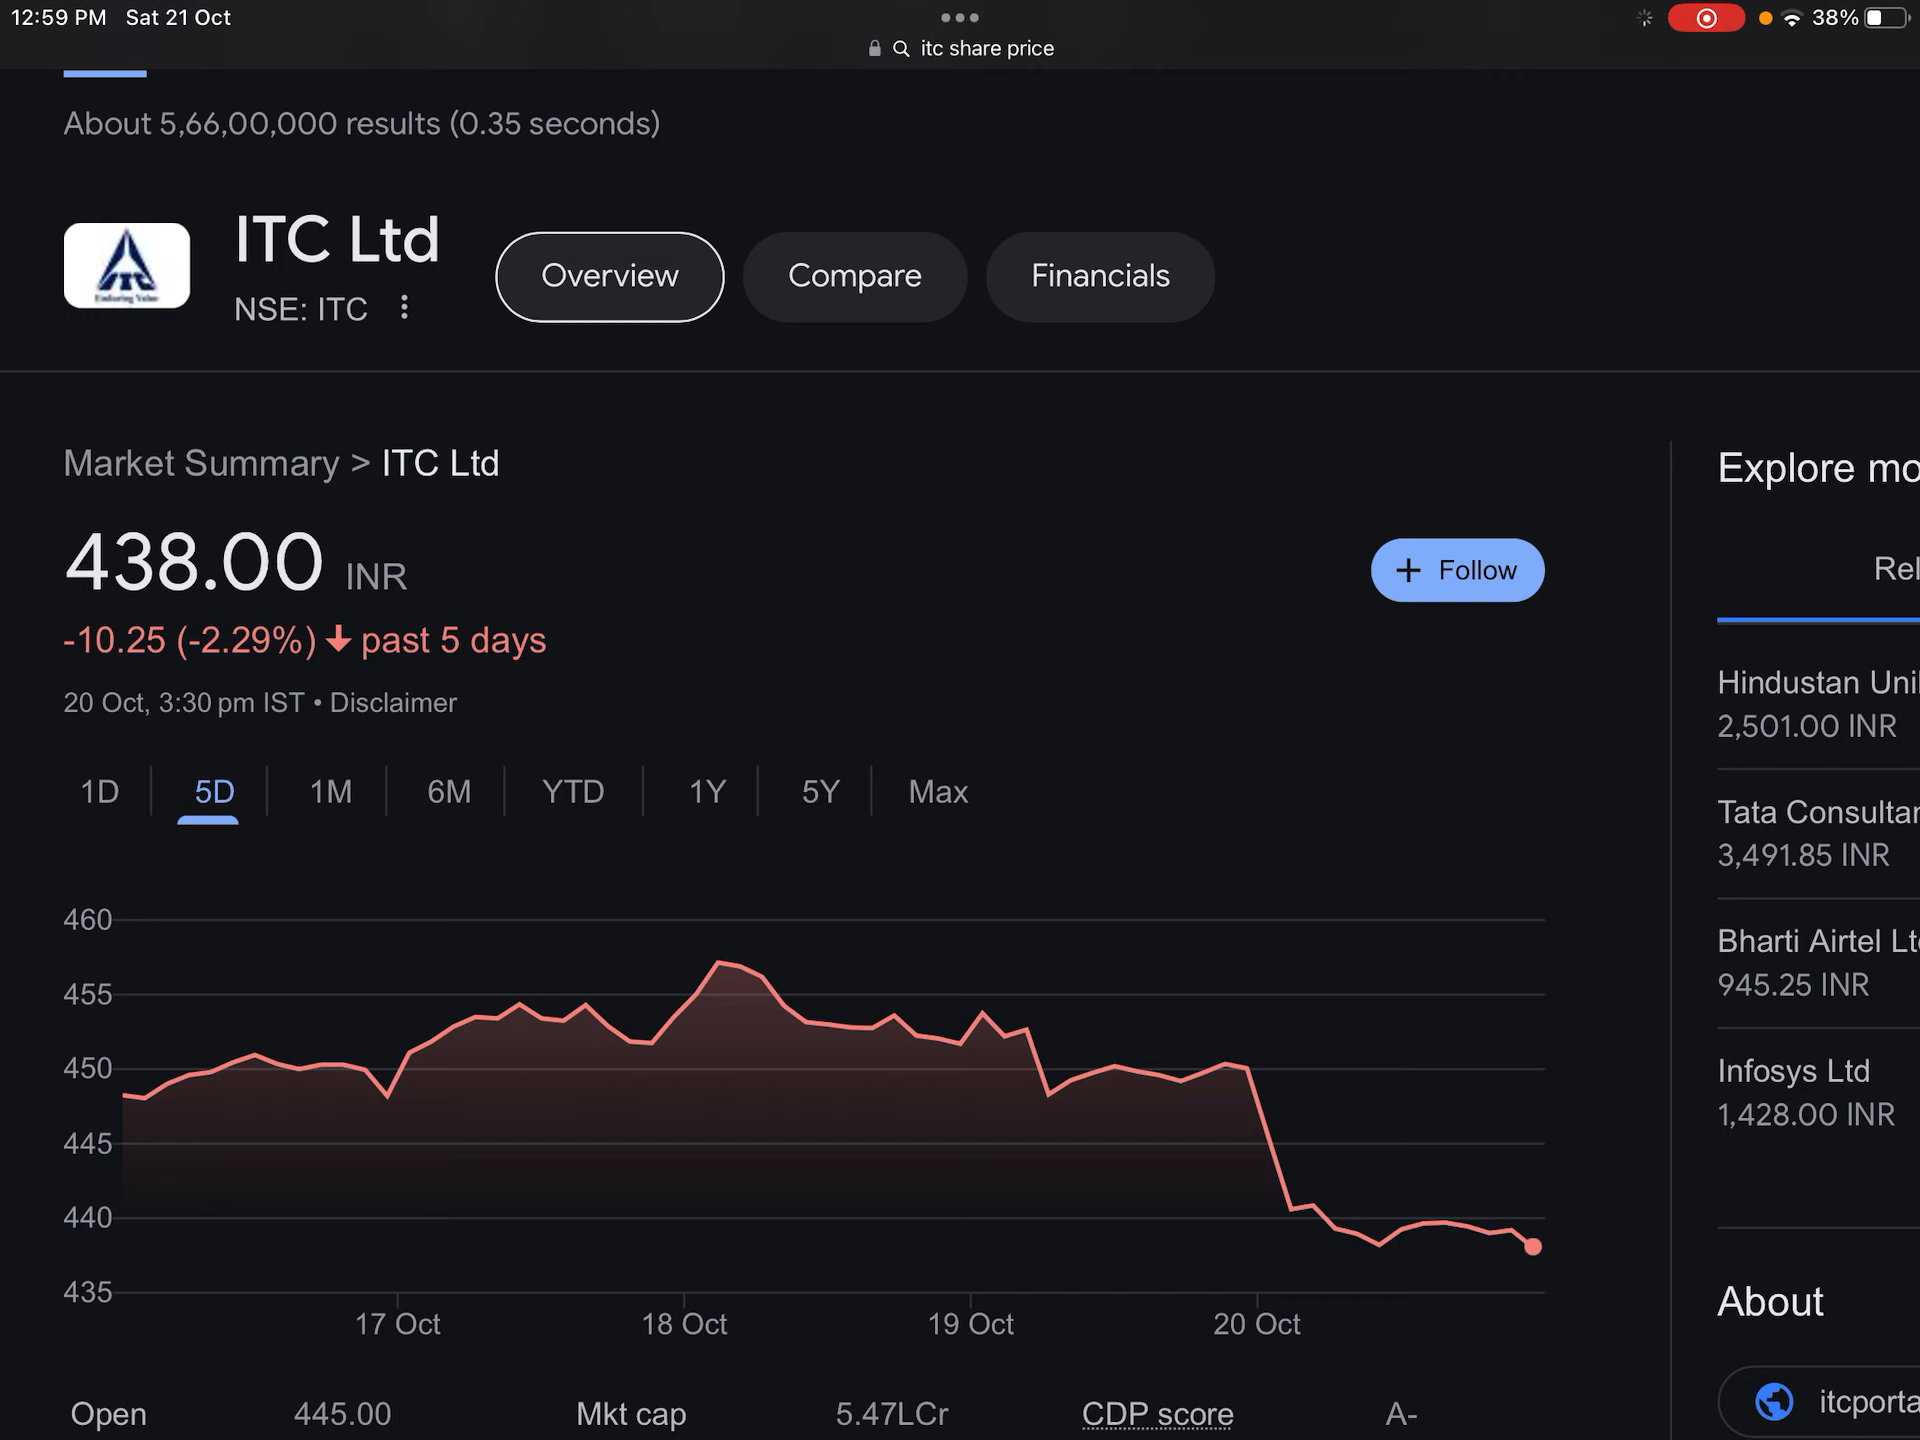 12:59 PM Sat 21 Oct
38%
itc share price
About 5,66,00,000 results (0.35 seconds)
ITC
Enduring Value
ITC Ltd
NSE: ITC
Overview
Compare
Financials
Market Summary > ITC Ltd
438.00 INR
+ Follow
-10.25 (-2.29%) past 5 days
20 Oct, 3:30 pm IST • Disclaimer
1D 5D 1M 6M YTD 1Y 5Y Max
460
455
450
445
440
435
17 Oct 18 Oct 19 Oct 20 Oct
Open 445.00 Mkt cap 5.47LCr CDP score A-
Explore mo
Rel
Hindustan Unil
2,501.00 INR
Tata Consultan
3,491.85 INR
Bharti Airtel Lt
945.25 INR
Infosys Ltd
1,428.00 INR
About
itcporta